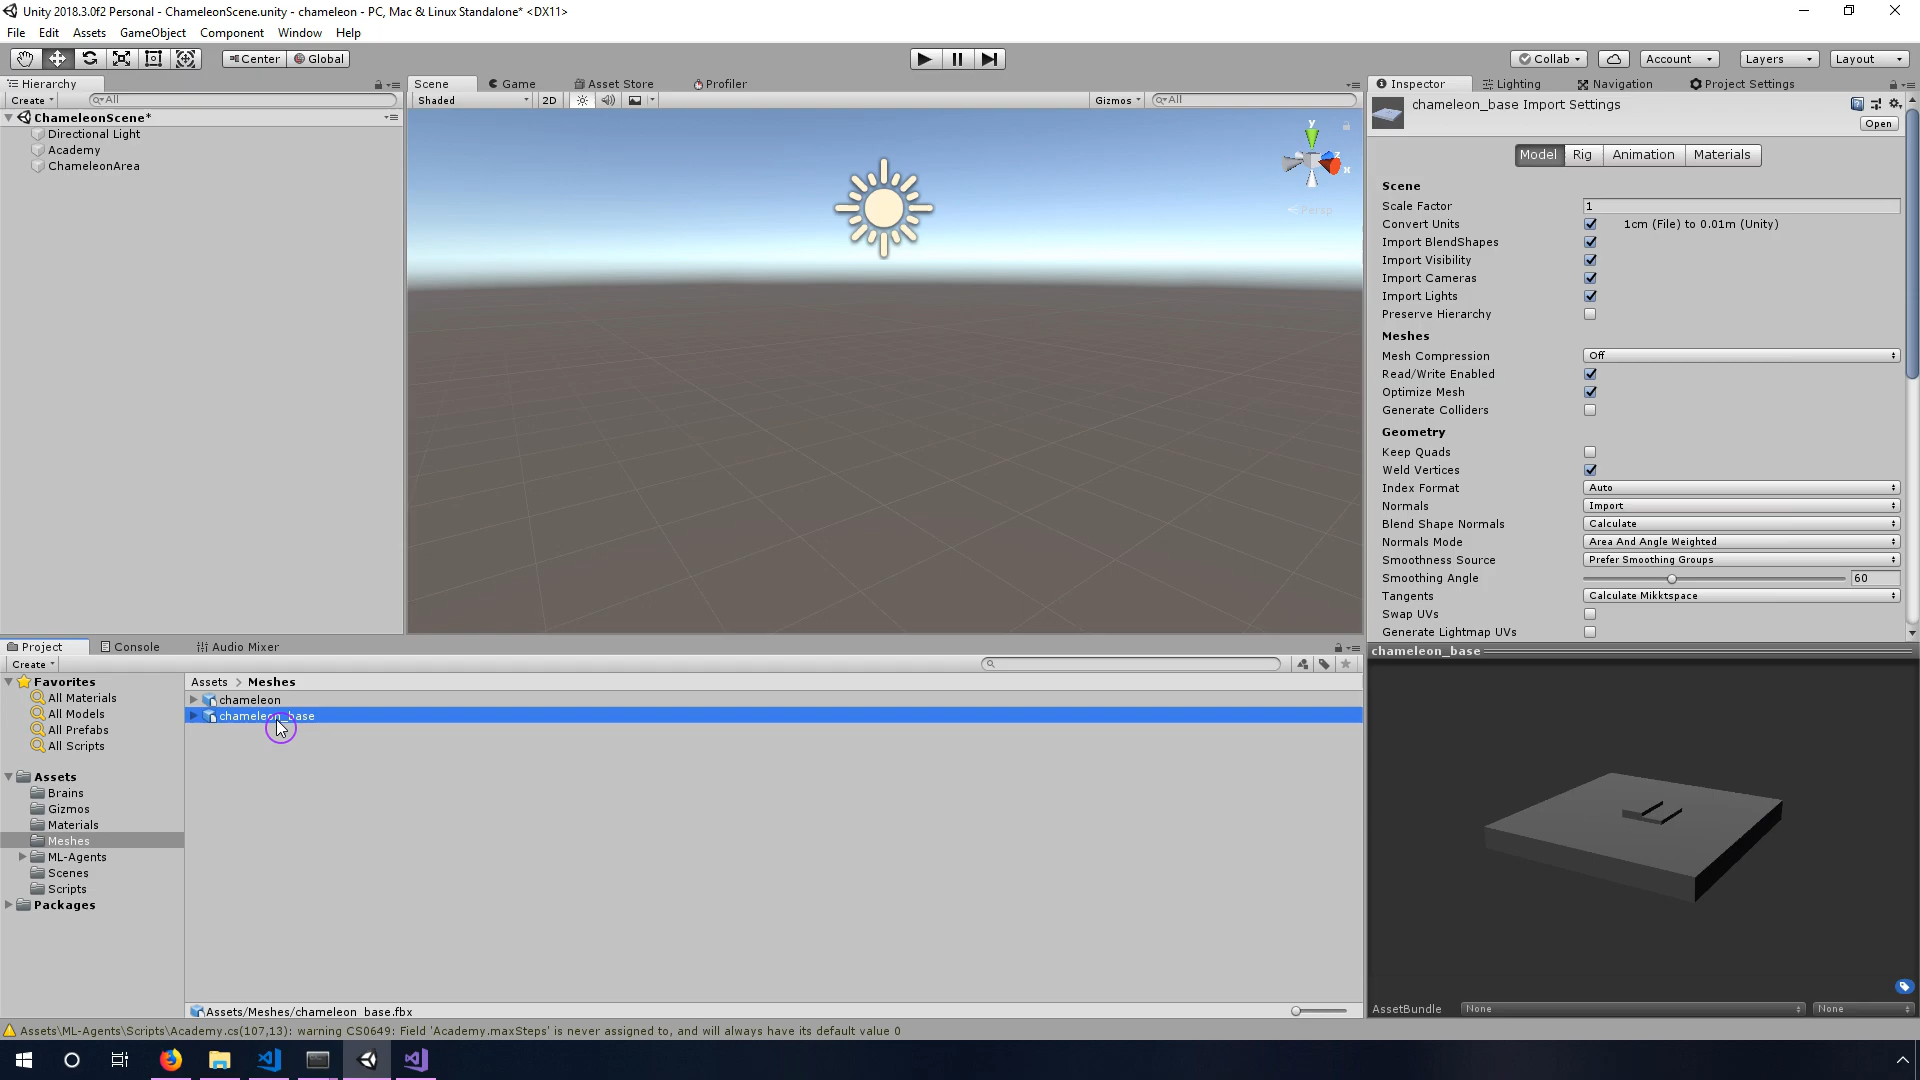 Unity 2018.3.0f2 Personal - ChameleonScene.unity - chameleon - PC, Mac & Linux Standalone* <DX11>
File Edit Assets GameObject Component Window Help
Center Global Collab Account Layers Layout
Hierarchy
Create All
ChameleonScene*
Directional Light
Academy
ChameleonArea
Scene Game Asset Store Profiler
Shaded 2D Gizmos All
y
z
x
Persp
Inspector Lighting Navigation Project Settings
chameleon_base Import Settings
Open
Model Rig Animation Materials
Scene
Scale Factor 1
Convert Units 1cm (File) to 0.01m (Unity)
Import BlendShapes
Import Visibility
Import Cameras
Import Lights
Preserve Hierarchy
Meshes
Mesh Compression Off
Read/Write Enabled
Optimize Mesh
Generate Colliders
Geometry
Keep Quads
Weld Vertices
Index Format Auto
Normals Import
Blend Shape Normals Calculate
Normals Mode Area And Angle Weighted
Smoothness Source Prefer Smoothing Groups
Smoothing Angle 60
Tangents Calculate Mikktspace
Swap UVs
Generate Lightmap UVs
chameleon_base
AssetBundle None None
Project Console Audio Mixer
Create
Favorites
All Materials
All Models
All Prefabs
All Scripts
Assets
Brains
Gizmos
Materials
Meshes
ML-Agents
Scenes
Scripts
Packages
Assets > Meshes
chameleon
chameleon_base
Assets/Meshes/chameleon_base.fbx
Assets\ML-Agents\Scripts\Academy.cs(107,13): warning CS0649: Field 'Academy.maxSteps' is never assigned to, and will always have its default value 0